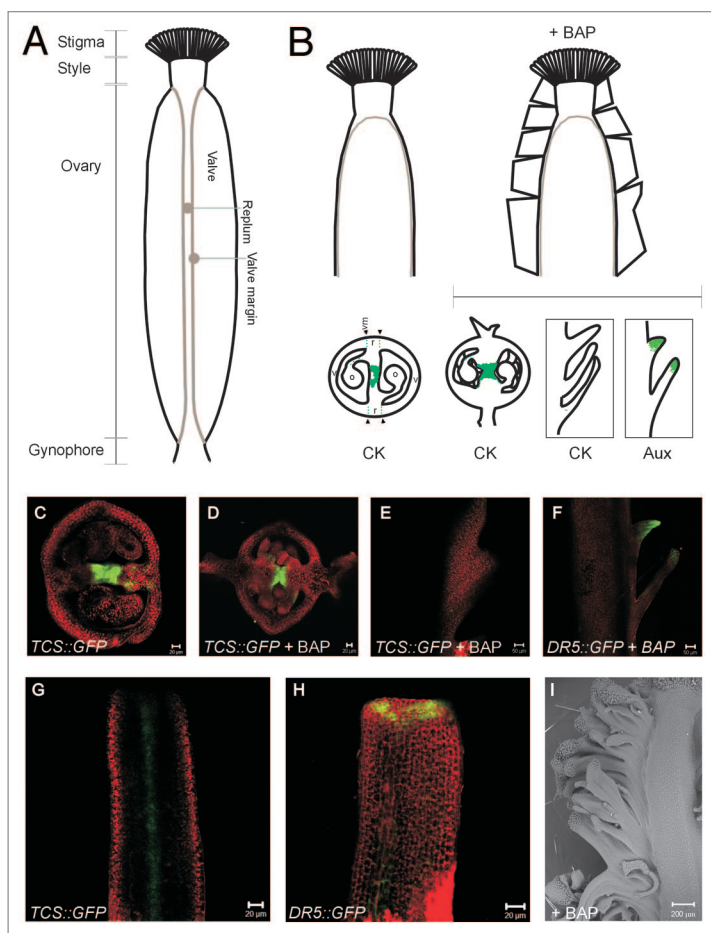 A
Stigma
Style
Ovary
Gynophore
Valve
Replum
Valve margin
B
+ BAP
vm
r
v
o
o
v
r
CK
CK
CK
Aux
C
TCS::GFP
20 µm
D
TCS::GFP + BAP
20 µm
E
TCS::GFP + BAP
50 µm
F
DR5::GFP + BAP
50 µm
G
TCS::GFP
20 µm
H
DR5::GFP
20 µm
I
+ BAP
200 µm